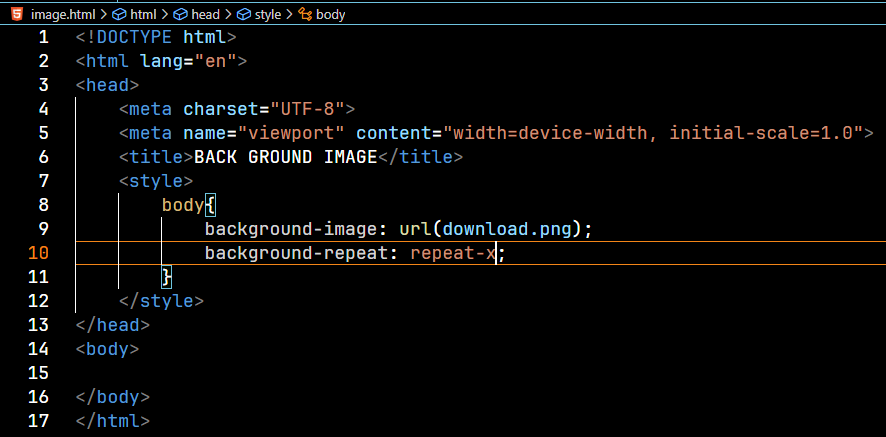 image.html > html > head > style > body
1 <!DOCTYPE html>
2 <html lang="en">
3 <head>
4     <meta charset="UTF-8">
5     <meta name="viewport" content="width=device-width, initial-scale=1.0">
6     <title>BACK GROUND IMAGE</title>
7     <style>
8         body{
9             background-image: url(download.png);
10             background-repeat: repeat-x;
11         }
12     </style>
13 </head>
14 <body>
15
16 </body>
17 </html>